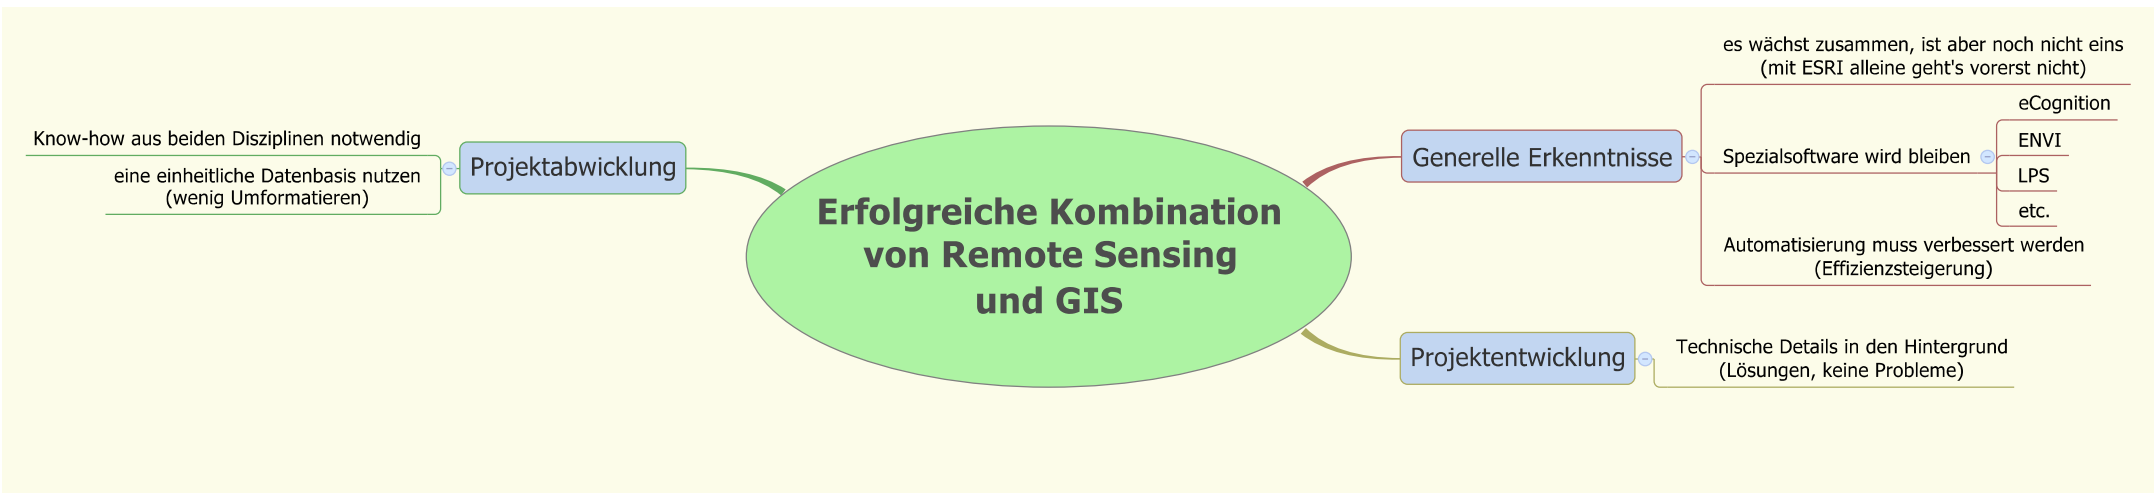 Erfolgreiche Kombination
von Remote Sensing
und GIS
Generelle Erkenntnisse
es wächst zusammen, ist aber noch nicht eins
(mit ESRI alleine geht's vorerst nicht)
Spezialsoftware wird bleiben
eCognition
ENVI
LPS
etc.
Automatisierung muss verbessert werden
(Effizienzsteigerung)
Projektentwicklung
Technische Details in den Hintergrund
(Lösungen, keine Probleme)
Projektabwicklung
Know-how aus beiden Disziplinen notwendig
eine einheitliche Datenbasis nutzen
(wenig Umformatieren)